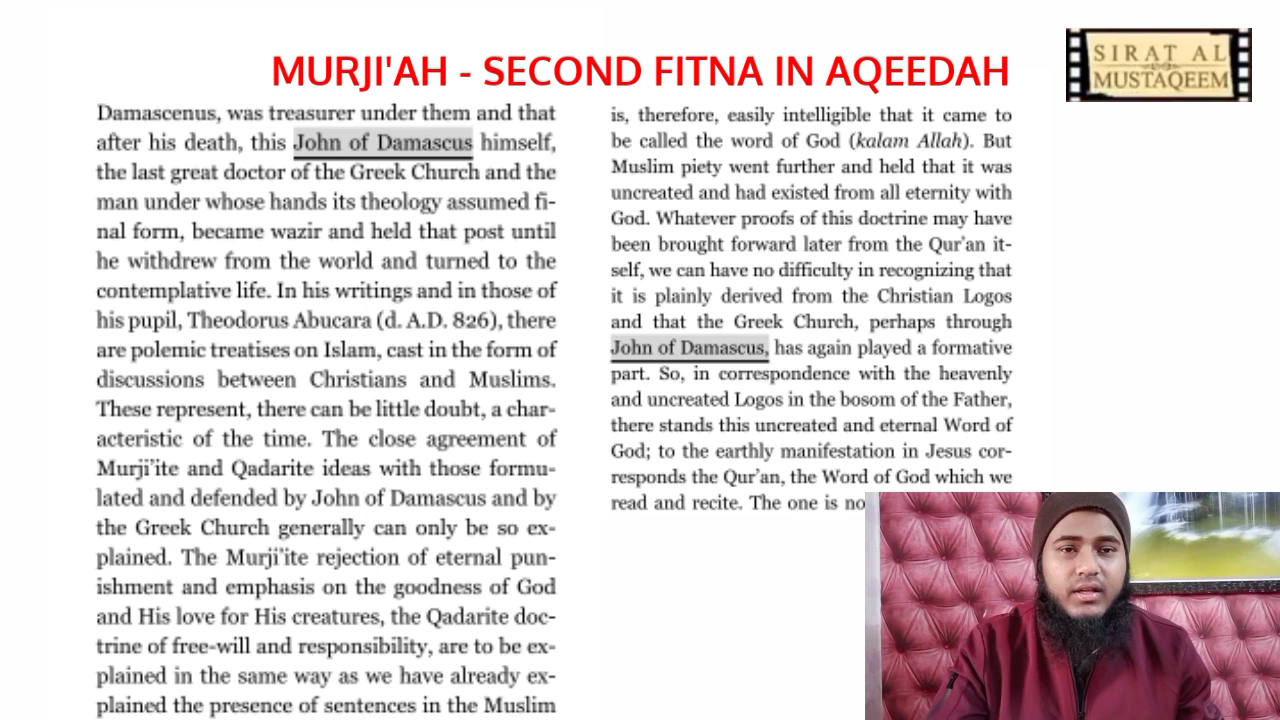 MURJI'AH - SECOND FITNA IN AQEEDAH
SIRAT AL
MUSTAQEEM
Damascenus, was treasurer under them and that
after his death, this John of Damascus himself,
the last great doctor of the Greek Church and the
man under whose hands its theology assumed fi-
nal form, became wazir and held that post until
he withdrew from the world and turned to the
contemplative life. In his writings and in those of
his pupil, Theodorus Abucara (d. A.D. 826), there
are polemic treatises on Islam, cast in the form of
discussions between Christians and Muslims.
These represent, there can be little doubt, a char-
acteristic of the time. The close agreement of
Murji'ite and Qadarite ideas with those formu-
lated and defended by John of Damascus and by
the Greek Church generally can only be so ex-
plained. The Murji'ite rejection of eternal pun-
ishment and emphasis on the goodness of God
and His love for His creatures, the Qadarite doc-
trine of free-will and responsibility, are to be ex-
plained in the same way as we have already ex-
plained the presence of sentences in the Muslim
is, therefore, easily intelligible that it came to
be called the word of God (kalam Allah). But
Muslim piety went further and held that it was
uncreated and had existed from all eternity with
God. Whatever proofs of this doctrine may have
been brought forward later from the Qur'an it-
self, we can have no difficulty in recognizing that
it is plainly derived from the Christian Logos
and that the Greek Church, perhaps through
John of Damascus, has again played a formative
part. So, in correspondence with the heavenly
and uncreated Logos in the bosom of the Father,
there stands this uncreated and eternal Word of
God; to the earthly manifestation in Jesus cor-
responds the Qur'an, the Word of God which we
read and recite. The one is no